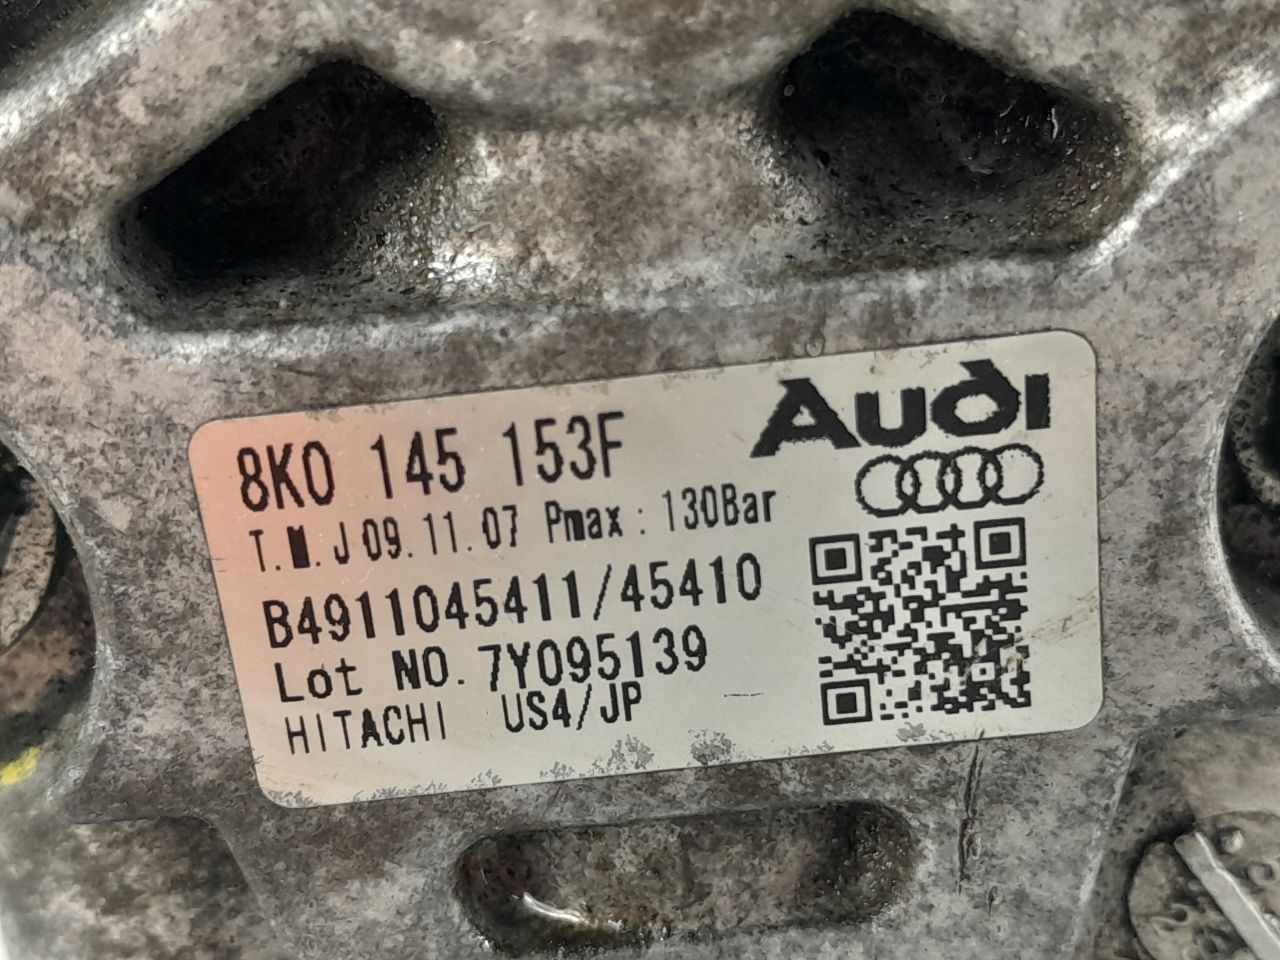 Audi
8K0 145 153F
T.M.J 09.11.07 Pmax: 130Bar
B4911045411/45410
Lot NO. 7Y095139
HITACHI US4/JP